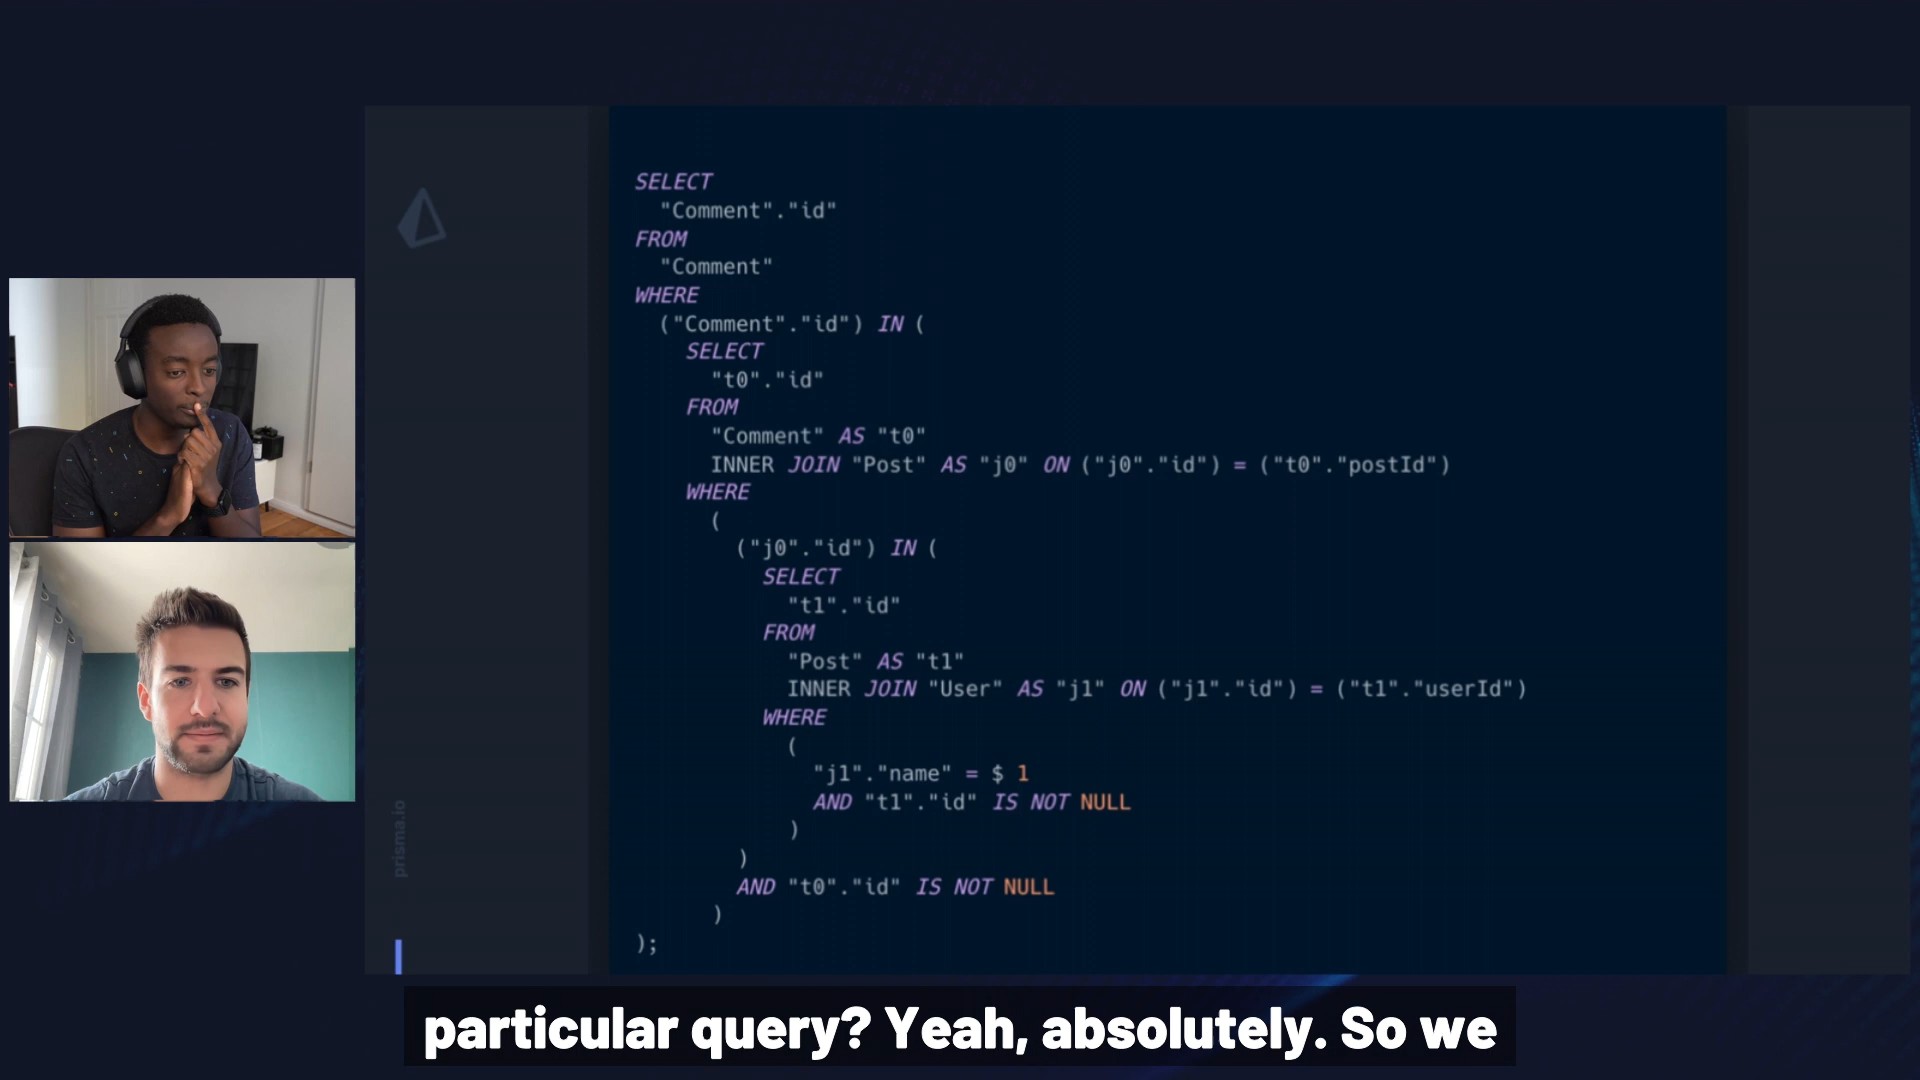 SELECT
"Comment"."id"
FROM
"Comment"
WHERE
("Comment"."id") IN (
SELECT
"t0"."id"
FROM
"Comment" AS "t0"
INNER JOIN "Post" AS "j0" ON ("j0"."id") = ("t0"."postId")
WHERE
(
("j0"."id") IN (
SELECT
"t1"."id"
FROM
"Post" AS "t1"
INNER JOIN "User" AS "j1" ON ("j1"."id") = ("t1"."userId")
WHERE
(
"j1"."name" = $ 1
AND "t1"."id" IS NOT NULL
)
)
AND "t0"."id" IS NOT NULL
)
);
prisma.io
particular query? Yeah, absolutely. So we